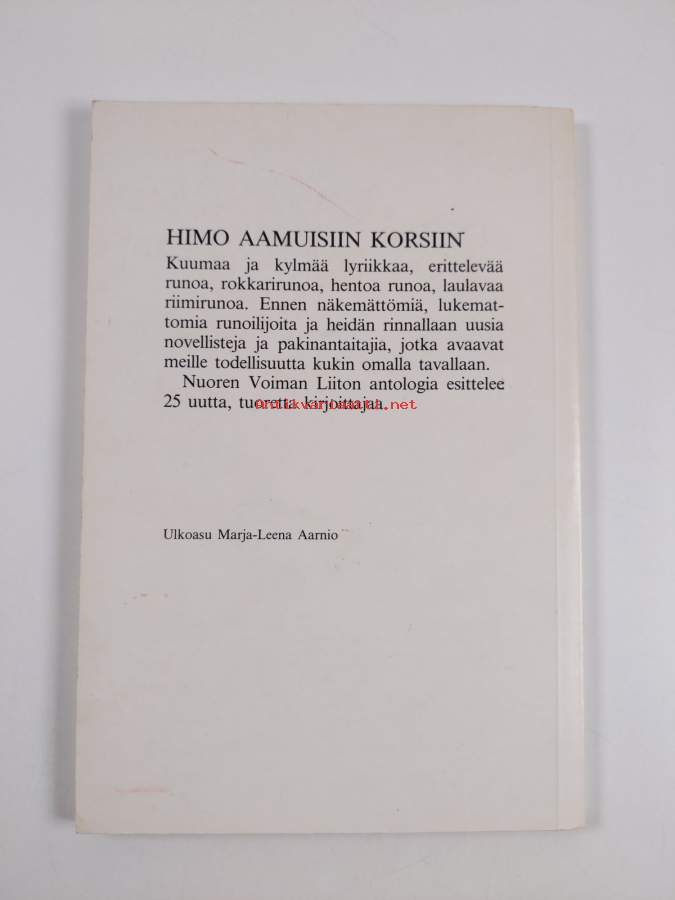 HIMO AAMUISIIN KORSIIN
Kuumaa ja kylmää lyriikkaa, erittelevää
runoa, rokkarirunoa, hentoa runoa, laulavaa
riimirunoa. Ennen näkemättömiä, lukemat-
tomia runoilijoita ja heidän rinnallaan uusia
novellisteja ja pakinantaitajia, jotka avaavat
meille todellisuutta kukin omalla tavallaan.
Nuoren Voiman Liiton antologia esittelee
25 uutta, tuoretta kirjoittajaa.
Antikvariaatti.net
Ulkoasu Marja-Leena Aarnio